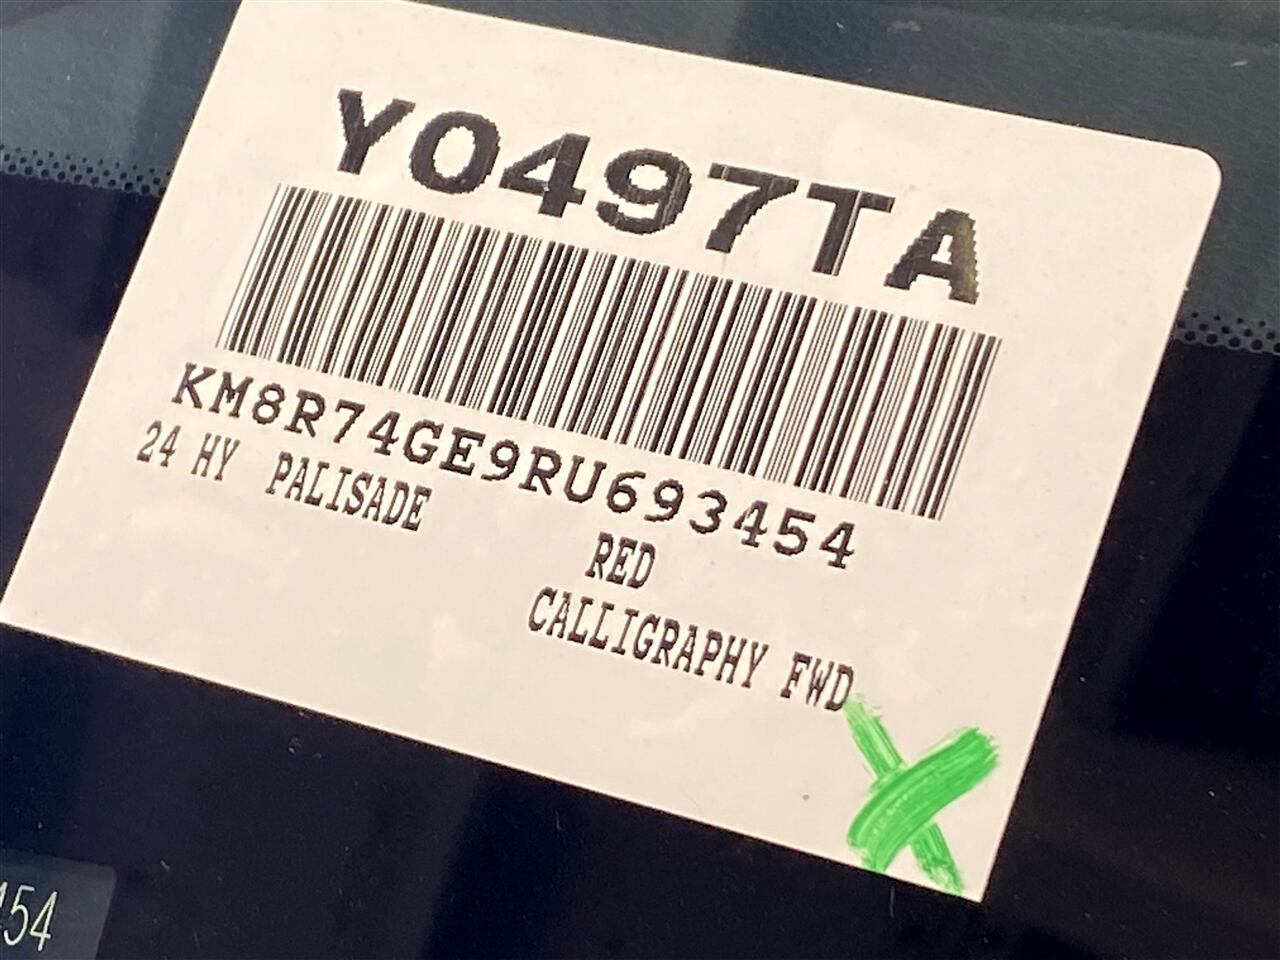 Y0497TA
KM8R74GE9RU693454
24 HY PALISADE
RED
CALLIGRAPHY FWD
454